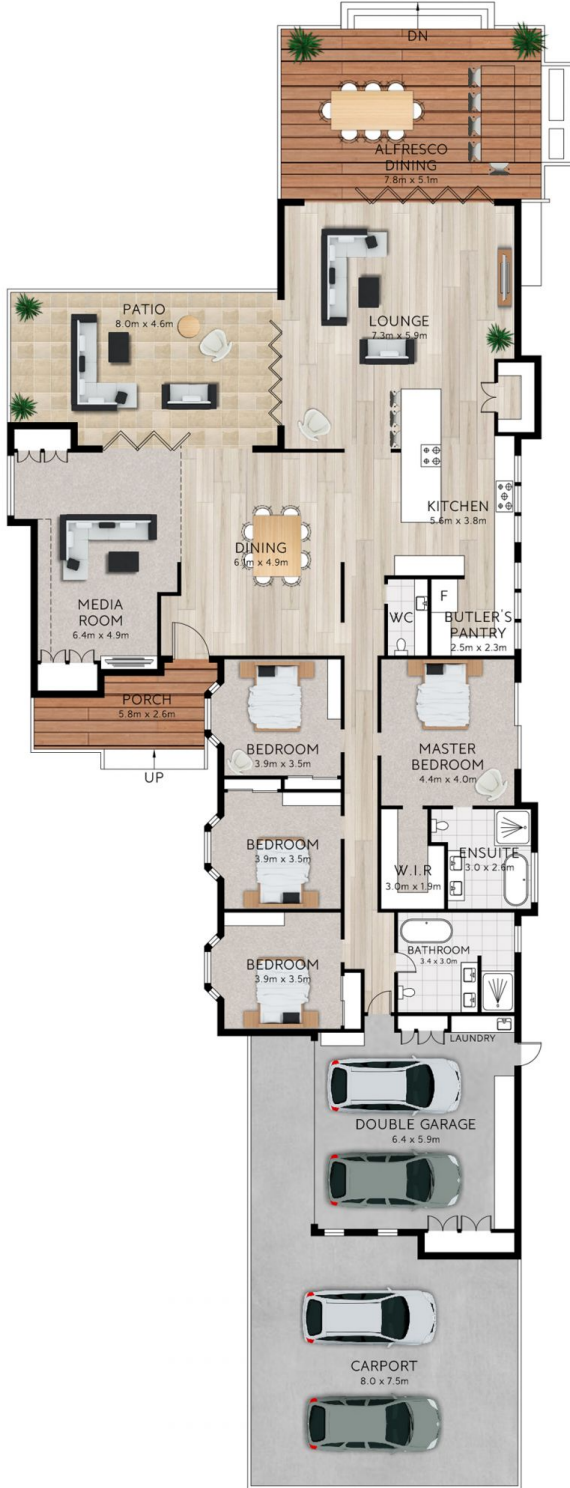 DN
ALFRESCO
DINING
7.8m x 5.1m
PATIO
8.0m x 4.6m
LOUNGE
7.3m x 5.9m
KITCHEN
5.6m x 3.8m
DINING
6.1m x 4.9m
MEDIA
ROOM
6.4m x 4.9m
WC
F
BUTLER'S
PANTRY
2.5m x 2.3m
PORCH
5.8m x 2.6m
UP
BEDROOM
3.9m x 3.5m
MASTER
BEDROOM
4.4m x 4.0m
BEDROOM
3.9m x 3.5m
W.I.R
3.0m x 1.9m
ENSUITE
3.0 x 2.6m
BEDROOM
3.9m x 3.5m
BATHROOM
3.4 x 3.0m
LAUNDRY
DOUBLE GARAGE
6.4 x 5.9m
CARPORT
8.0 x 7.5m